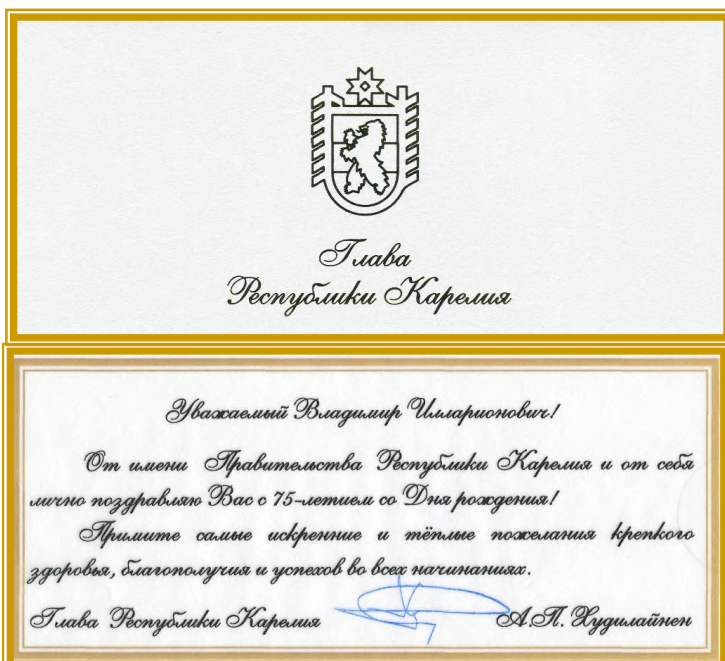 Глава
Республики Карелия
Уважаемый Владимир Илларионович!
От имени Правительства Республики Карелия и от себя
лично поздравляю Вас с 75-летием со Дня рождения!
Примите самые искренние и тёплые пожелания крепкого
здоровья, благополучия и успехов во всех начинаниях.
Глава Республики Карелия А.П. Худилайнен